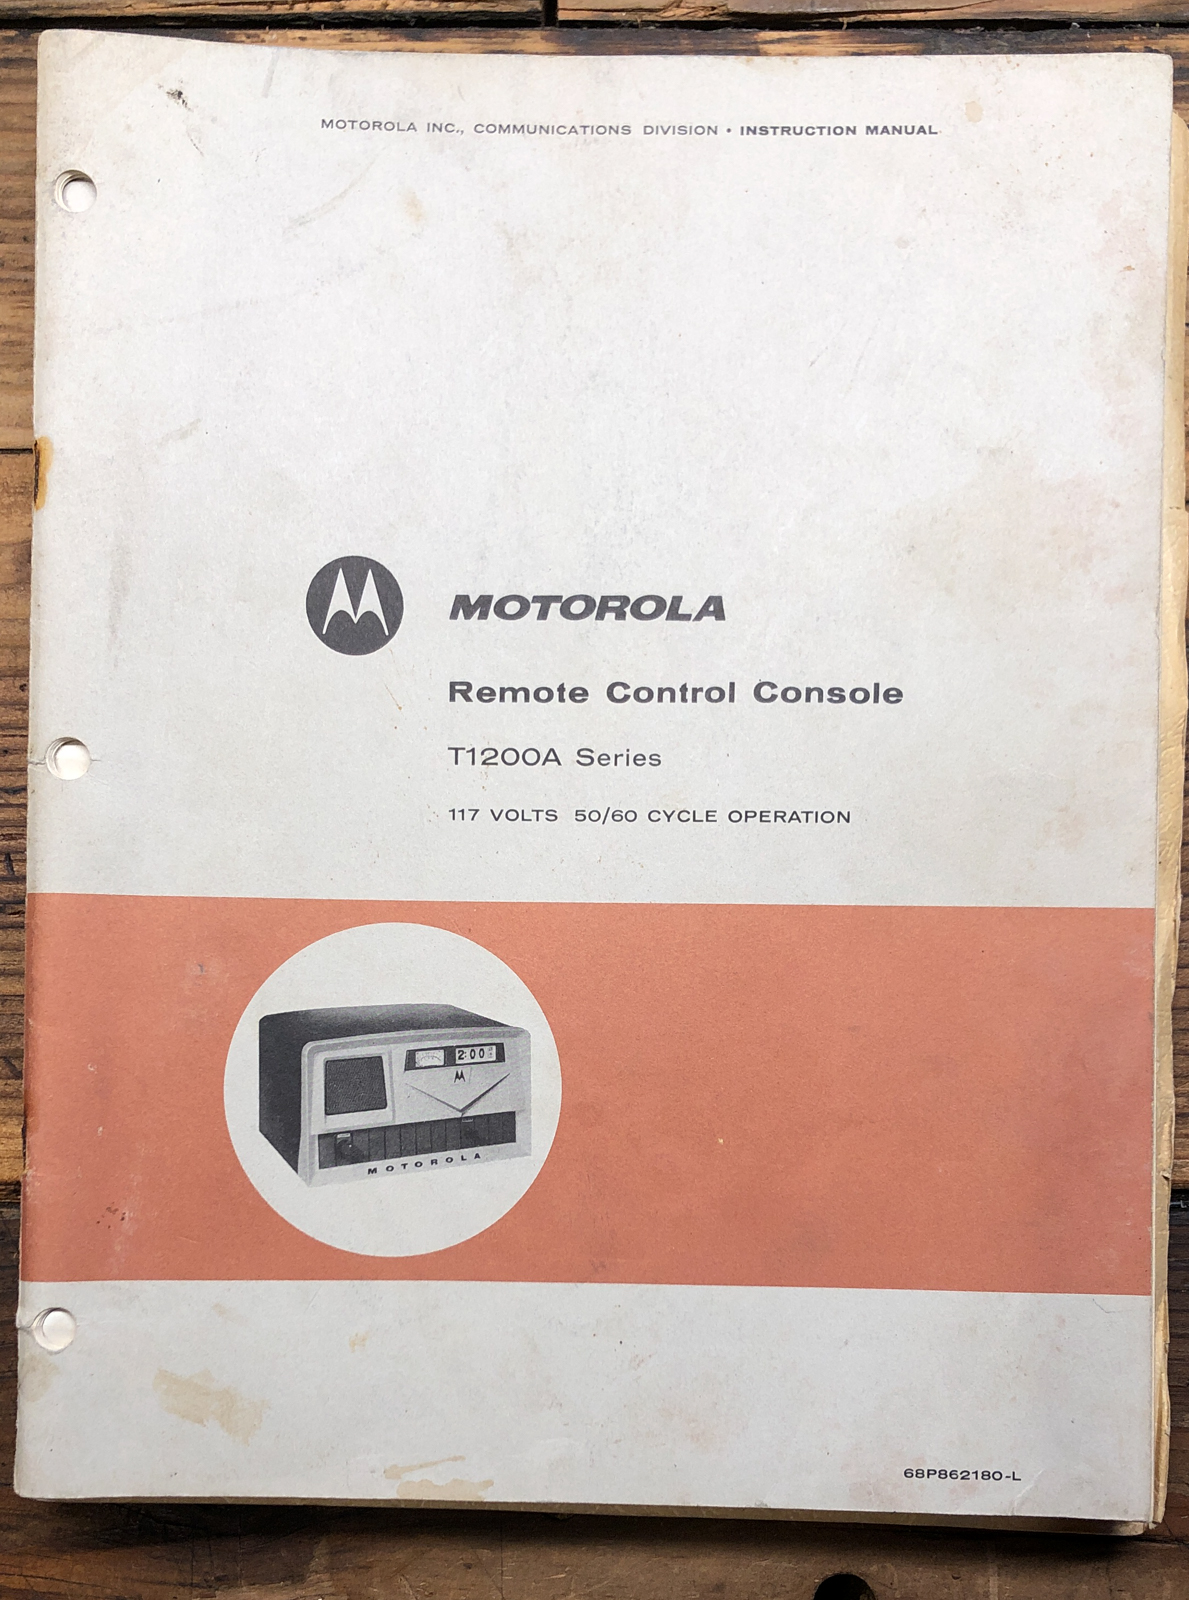 MOTOROLA INC., COMMUNICATIONS DIVISION • INSTRUCTION MANUAL
MOTOROLA
Remote Control Console
T1200A Series
117 VOLTS 50/60 CYCLE OPERATION
2:00
MOTOROLA
68P86218O-L